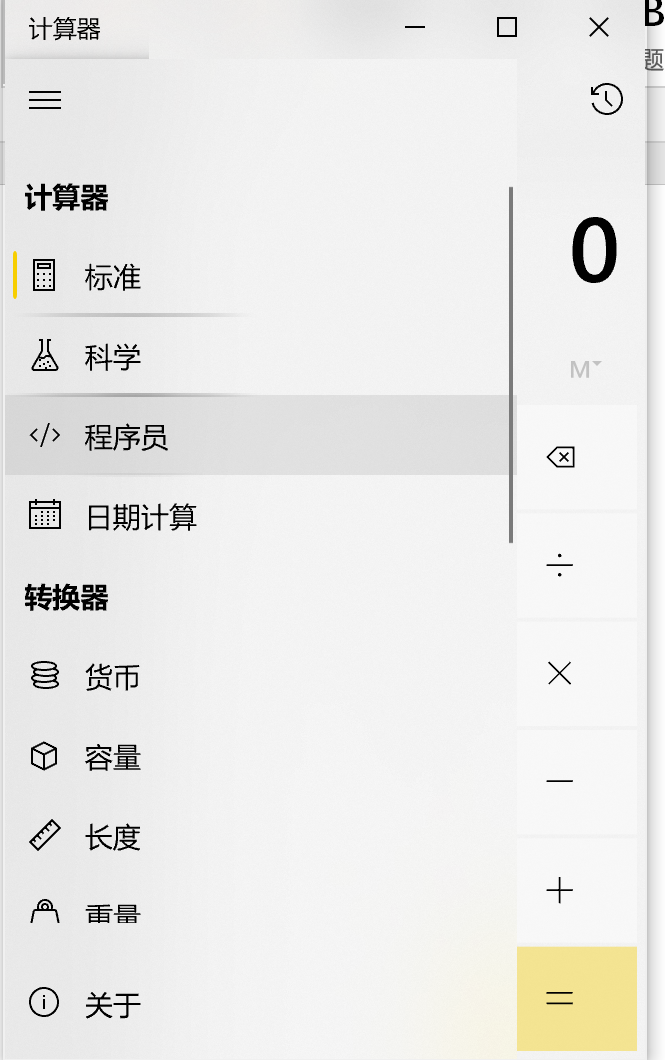 计算器
B
题
计算器
0
标准
科学
M
程序员
日期计算
÷
转换器
×
货币
容量
−
长度
+
重量
=
关于